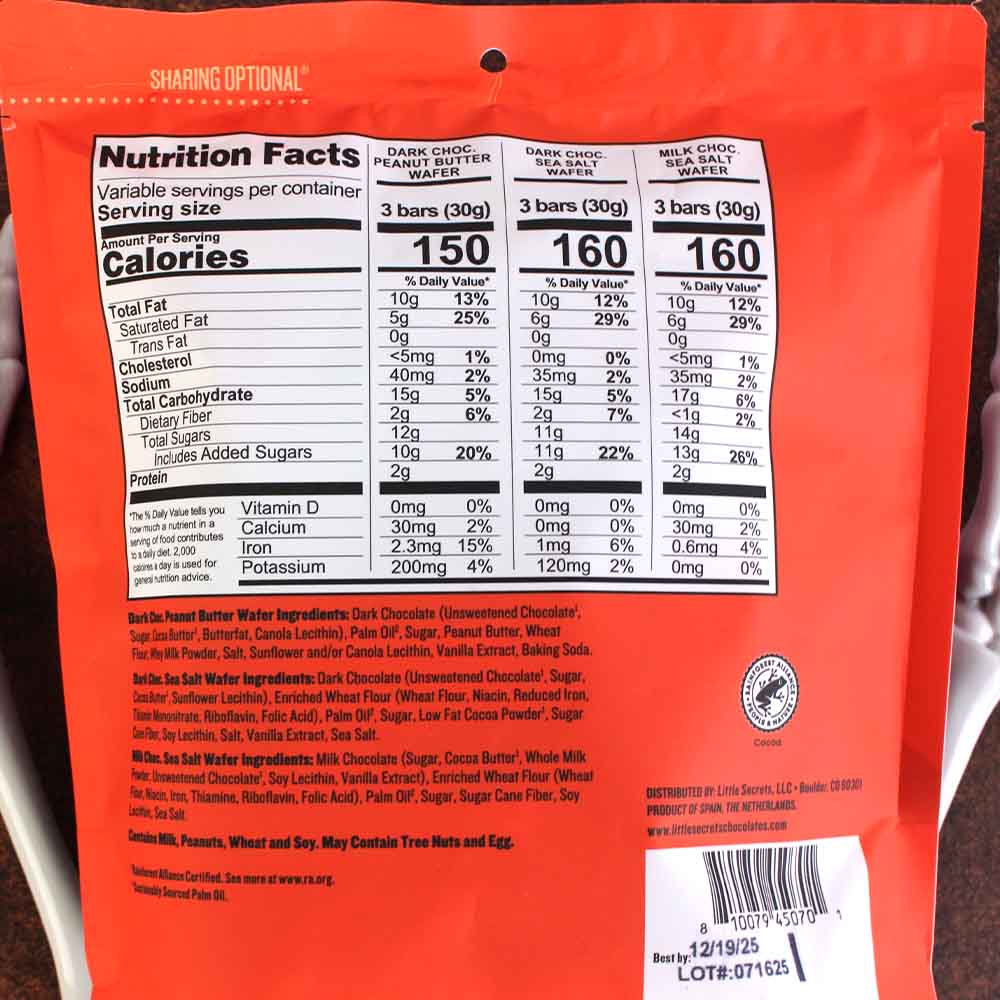 SHARING OPTIONAL®
Nutrition Facts
Variable servings per container
Serving size
DARK CHOC. PEANUT BUTTER WAFER
DARK CHOC. SEA SALT WAFER
MILK CHOC. SEA SALT WAFER
3 bars (30g) 3 bars (30g) 3 bars (30g)
Amount Per Serving
Calories 150 160 160
% Daily Value* % Daily Value* % Daily Value*
Total Fat 10g 13% 10g 12% 10g 12%
Saturated Fat 5g 25% 6g 29% 6g 29%
Trans Fat 0g 0g 0g
Cholesterol <5mg 1% 0mg 0% <5mg 1%
Sodium 40mg 2% 35mg 2% 35mg 2%
Total Carbohydrate 15g 5% 15g 5% 17g 6%
Dietary Fiber 2g 6% 2g 7% <1g 2%
Total Sugars 12g 11g 14g
Includes Added Sugars 10g 20% 11g 22% 13g 26%
Protein 2g 2g 2g
Vitamin D 0mg 0% 0mg 0% 0mg 0%
Calcium 30mg 2% 0mg 0% 30mg 2%
Iron 2.3mg 15% 1mg 6% 0.6mg 4%
Potassium 200mg 4% 120mg 2% 0mg 0%
*The % Daily Value tells you
how much a nutrient in a
serving of food contributes
to a daily diet. 2,000
calories a day is used for
general nutrition advice.
Dark Choc. Peanut Butter Wafer Ingredients: Dark Chocolate (Unsweetened Chocolate¹,
Sugar, Cocoa Butter¹, Butterfat, Canola Lecithin), Palm Oil², Sugar, Peanut Butter, Wheat
Flour, Whey Milk Powder, Salt, Sunflower and/or Canola Lecithin, Vanilla Extract, Baking Soda.
Dark Choc. Sea Salt Wafer Ingredients: Dark Chocolate (Unsweetened Chocolate¹, Sugar,
Cocoa Butter¹, Sunflower Lecithin), Enriched Wheat Flour (Wheat Flour, Niacin, Reduced Iron,
Thiamin Mononitrate, Riboflavin, Folic Acid), Palm Oil², Sugar, Low Fat Cocoa Powder¹, Sugar
Cane Fiber, Soy Lecithin, Salt, Vanilla Extract, Sea Salt.
Milk Choc. Sea Salt Wafer Ingredients: Milk Chocolate (Sugar, Cocoa Butter¹, Whole Milk
Powder, Unsweetened Chocolate¹, Soy Lecithin, Vanilla Extract), Enriched Wheat Flour (Wheat
Flour, Niacin, Iron, Thiamine, Riboflavin, Folic Acid), Palm Oil², Sugar, Sugar Cane Fiber, Soy
Lecithin, Sea Salt
Contains Milk, Peanuts, Wheat and Soy. May Contain Tree Nuts and Egg.
¹Rainforest Alliance Certified. See more at www.ra.org.
²Sustainably Sourced Palm Oil.
RAINFOREST ALLIANCE
PEOPLE & NATURE
Cocoa
DISTRIBUTED BY: Little Secrets, LLC • Boulder, CO 80301
PRODUCT OF SPAIN, THE NETHERLANDS.
www.littlesecretschocolates.com
8 10079 45070 1
Best by: 12/19/25
LOT#:071625